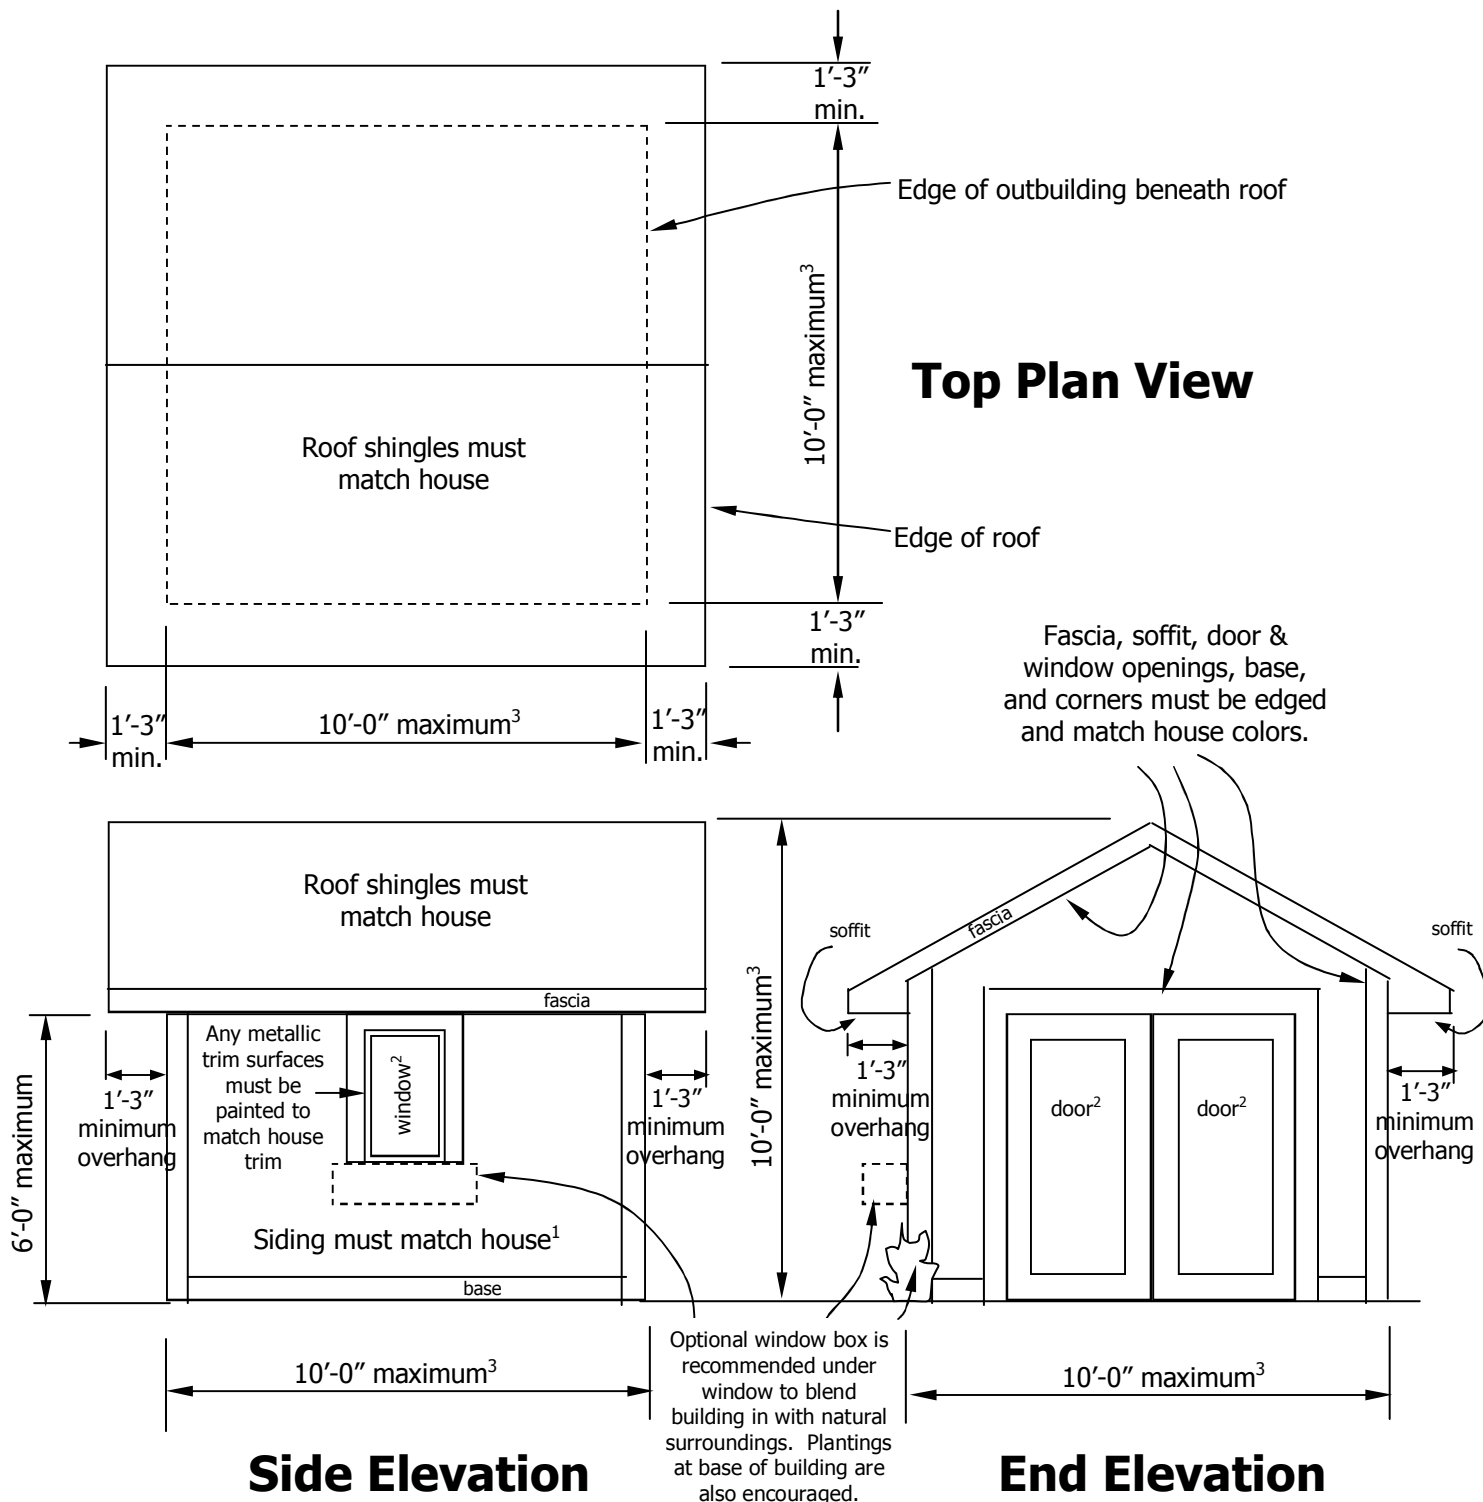 1′-3″
min.
Edge of outbuilding beneath roof
10′-0″ maximum³
Top Plan View
Roof shingles must
match house
Edge of roof
1′-3″
min.
1′-3″
min.
10′-0″ maximum³
1′-3″
min.
Fascia, soffit, door &
window openings, base,
and corners must be edged
and match house colors.
Roof shingles must
match house
fascia
6′-0″ maximum
1′-3″
minimum
overhang
Any metallic
trim surfaces
must be
painted to
match house
trim
window²
1′-3″
minimum
overhang
Siding must match house¹
base
10′-0″ maximum³
Side Elevation
10′-0″ maximum³
soffit
fascia
soffit
1′-3″
minimum
overhang
door²
door²
1′-3″
minimum
overhang
Optional window box is
recommended under
window to blend
building in with natural
surroundings. Plantings
at base of building are
also encouraged.
10′-0″ maximum³
End Elevation